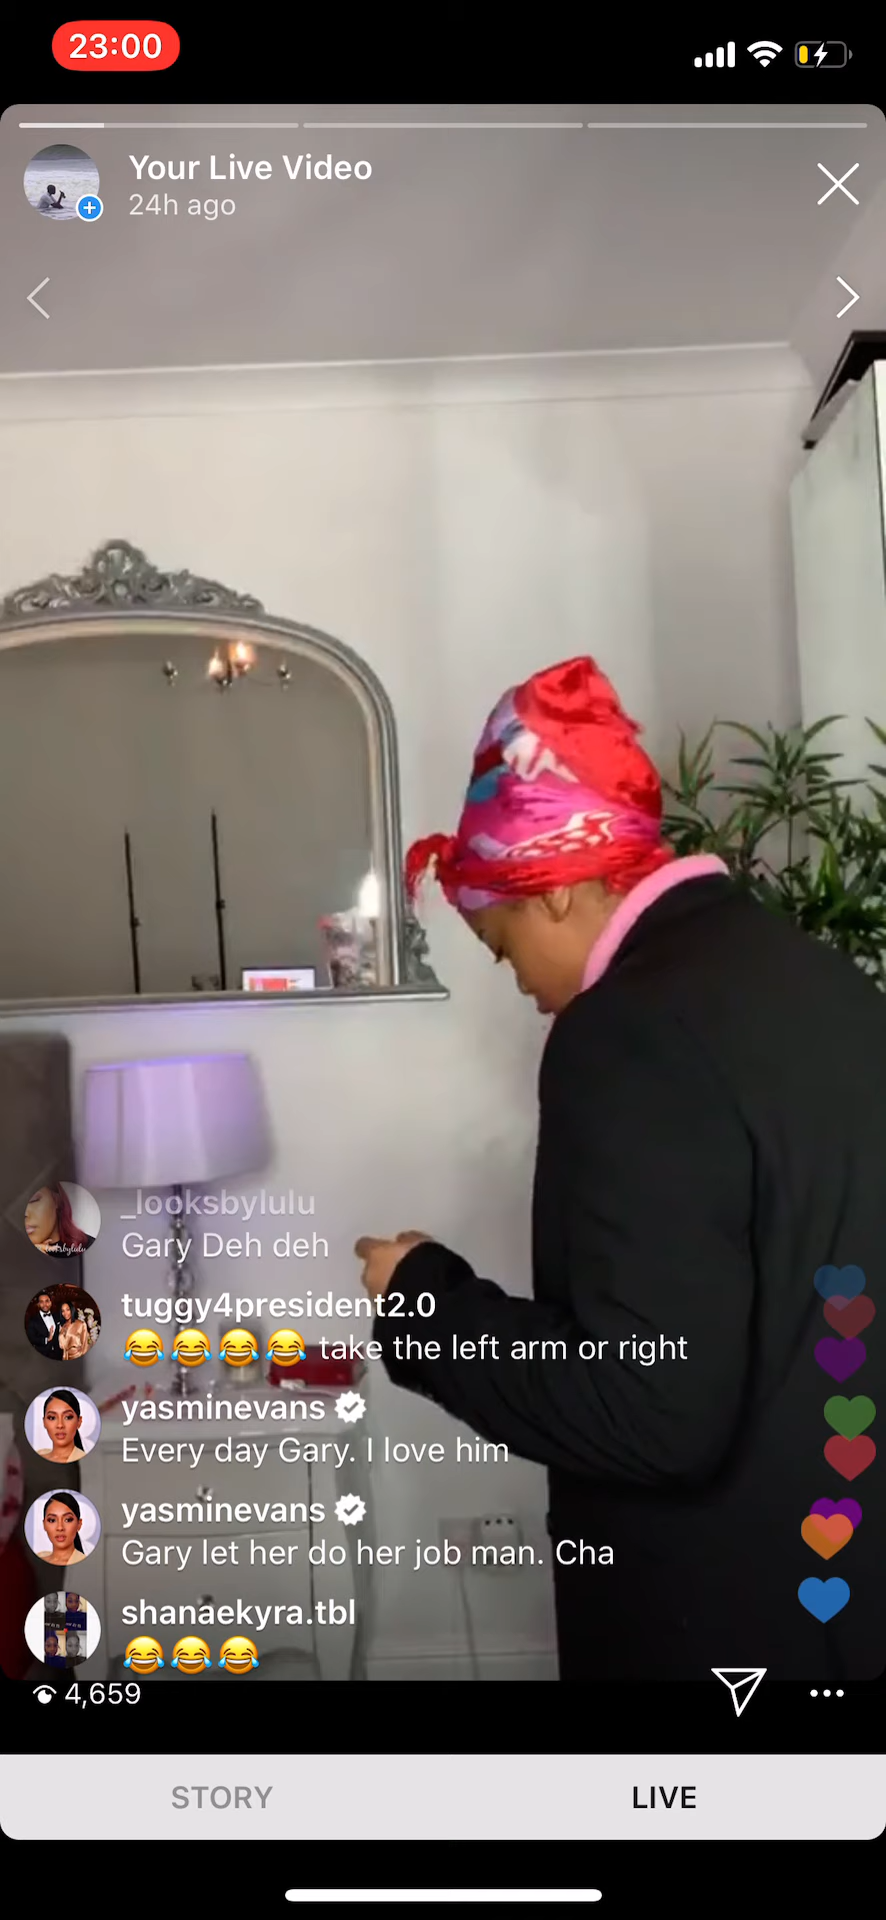 23:00
Your Live Video
24h ago
_looksbylulu
Gary Deh deh
tuggy4president2.0
😂😂😂😂 take the left arm or right
yasminevans
Every day Gary. I love him
yasminevans
Gary let her do her job man. Cha
shanaekyra.tbl
😂😂😂
4,659
STORY
LIVE